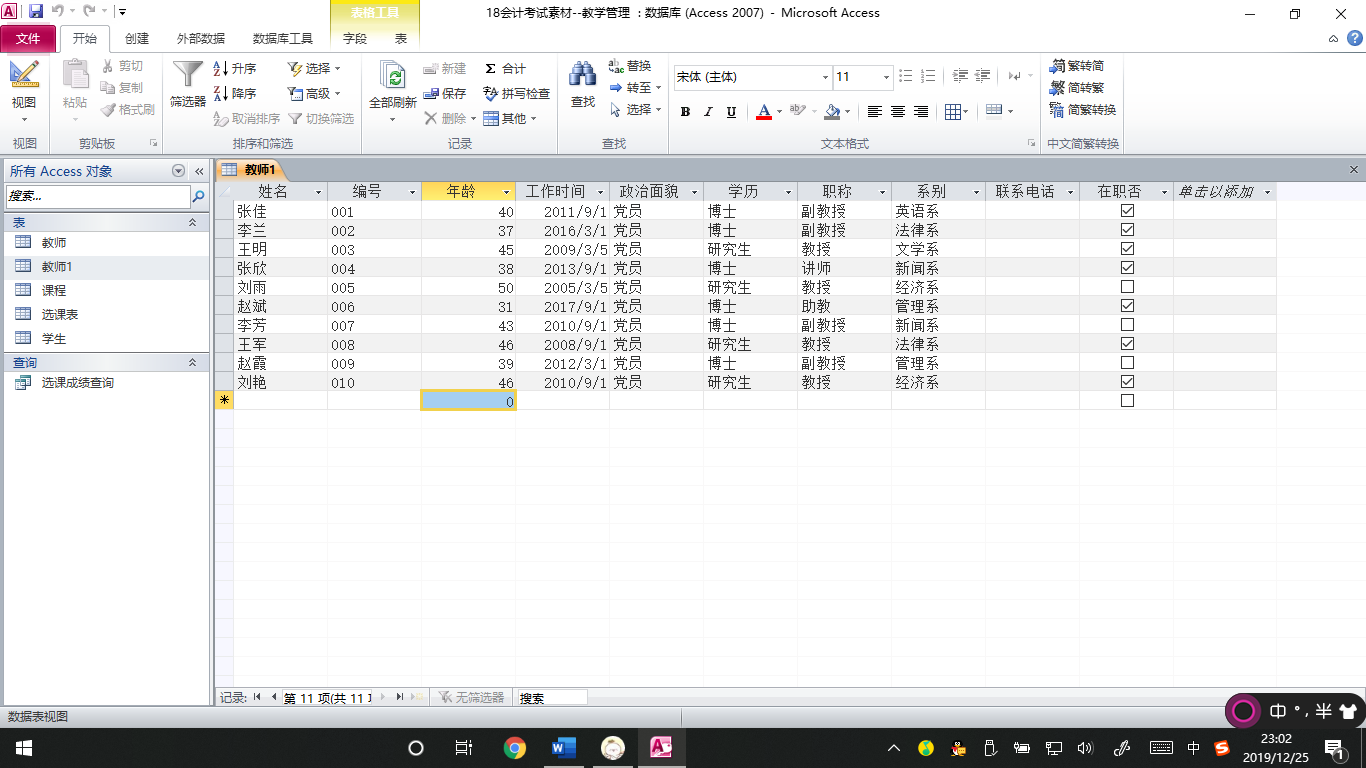 18会计考试素材--教学管理 : 数据库 (Access 2007) - Microsoft Access
表格工具
文件 开始 创建 外部数据 数据库工具 字段 表
视图 粘贴 剪切 复制 格式刷
筛选器 升序 降序 取消排序 选择 高级 切换筛选
全部刷新 新建 保存 删除 合计 拼写检查 其他
查找 替换 转至 选择
宋体 (主体) 11
B I U A ab
繁转简 简转繁 简繁转换
视图 剪贴板 排序和筛选 记录 查找 文本格式 中文简繁转换
所有 Access 对象
搜索...
表
教师
教师1
课程
选课表
学生
查询
选课成绩查询
教师1
姓名 编号 年龄 工作时间 政治面貌 学历 职称 系别 联系电话 在职否 单击以添加
张佳 001 40 2011/9/1 党员 博士 副教授 英语系
李兰 002 37 2016/3/1 党员 博士 副教授 法律系
王明 003 45 2009/3/5 党员 研究生 教授 文学系
张欣 004 38 2013/9/1 党员 博士 讲师 新闻系
刘雨 005 50 2005/3/5 党员 研究生 教授 经济系
赵斌 006 31 2017/9/1 党员 博士 助教 管理系
李芳 007 43 2010/9/1 党员 博士 副教授 新闻系
王军 008 46 2008/9/1 党员 研究生 教授 法律系
赵霞 009 39 2012/3/1 党员 博士 副教授 管理系
刘艳 010 46 2010/9/1 党员 研究生 教授 经济系
* 0
记录: 第 11 项(共 11 无筛选器 搜索
数据表视图
中 °, 半
中 23:02
2019/12/25 1